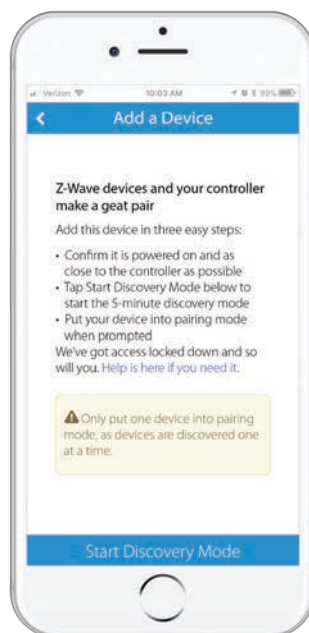 Verizon
10:03 AM
Add a Device
Z-Wave devices and your controller
make a geat pair
Add this device in three easy steps:
• Confirm it is powered on and as
close to the controller as possible
• Tap Start Discovery Mode below to
start the 5-minute discovery mode
• Put your device into pairing mode
when prompted
We've got access locked down and so
will you. Help is here if you need it.
Only put one device into pairing
mode, as devices are discovered one
at a time.
Start Discovery Mode